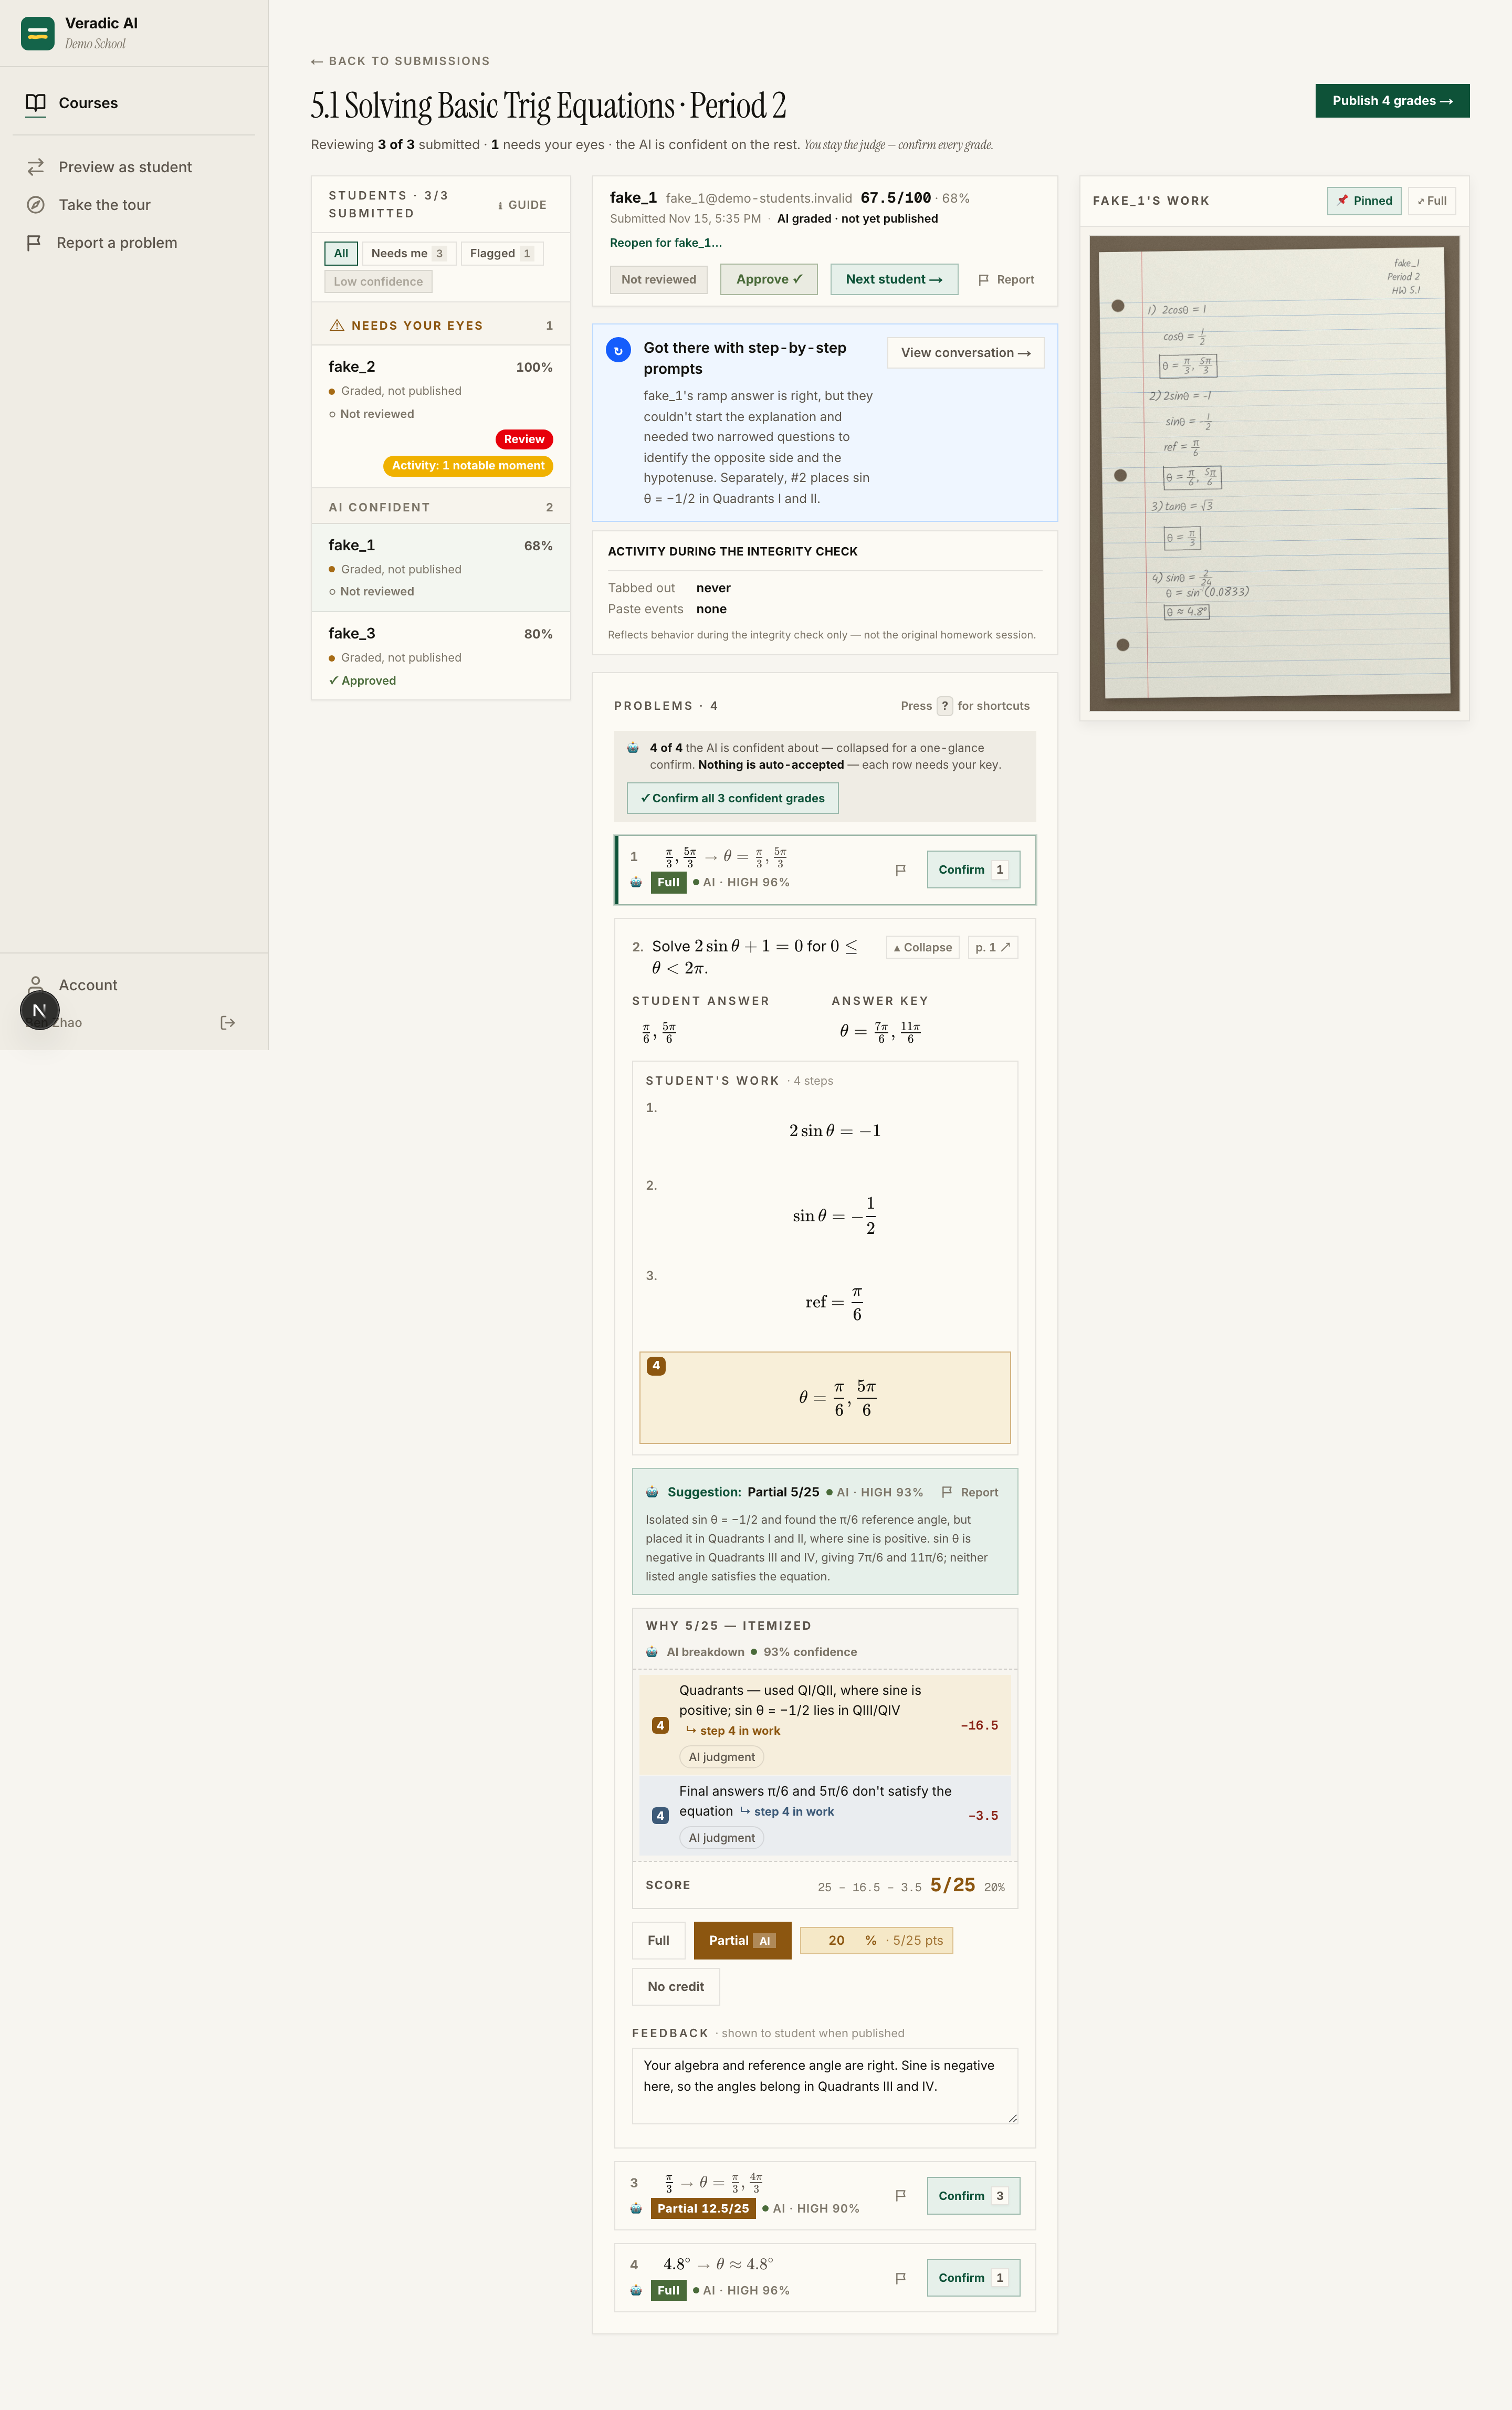 Veradic AI
Demo School
Courses
Preview as student
Take the tour
Report a problem
Account
Zhao
N
← BACK TO SUBMISSIONS
5.1 Solving Basic Trig Equations · Period 2
Publish 4 grades →
Reviewing 3 of 3 submitted · 1 needs your eyes · the AI is confident on the rest. You stay the judge — confirm every grade.
STUDENTS · 3/3
SUBMITTED
i GUIDE
All
Needs me 3
Flagged 1
Low confidence
⚠ NEEDS YOUR EYES 1
fake_2 100%
Graded, not published
Not reviewed
Review
Activity: 1 notable moment
AI CONFIDENT 2
fake_1 68%
Graded, not published
Not reviewed
fake_3 80%
Graded, not published
✓ Approved
fake_1 fake_1@demo-students.invalid 67.5/100 · 68%
Submitted Nov 15, 5:35 PM · AI graded · not yet published
Reopen for fake_1...
Not reviewed
Approve ✓
Next student →
Report
Got there with step-by-step
prompts
View conversation →
fake_1's ramp answer is right, but they
couldn't start the explanation and
needed two narrowed questions to
identify the opposite side and the
hypotenuse. Separately, #2 places sin
θ = −1/2 in Quadrants I and II.
ACTIVITY DURING THE INTEGRITY CHECK
Tabbed out never
Paste events none
Reflects behavior during the integrity check only — not the original homework session.
PROBLEMS · 4
Press ? for shortcuts
4 of 4 the AI is confident about — collapsed for a one-glance
confirm. Nothing is auto-accepted — each row needs your key.
✓ Confirm all 3 confident grades
1 π/3, 5π/3 → θ = π/3, 5π/3
Full AI · HIGH 96%
Confirm 1
2. Solve 2 sin θ + 1 = 0 for 0 ≤
θ < 2π.
▴ Collapse
p. 1 ↗
STUDENT ANSWER
ANSWER KEY
π/6, 5π/6
θ = 7π/6, 11π/6
STUDENT'S WORK · 4 steps
1.
2 sin θ = −1
2.
sin θ = −1/2
3.
ref = π/6
4
θ = π/6, 5π/6
Suggestion: Partial 5/25 AI · HIGH 93% Report
Isolated sin θ = −1/2 and found the π/6 reference angle, but
placed it in Quadrants I and II, where sine is positive. sin θ is
negative in Quadrants III and IV, giving 7π/6 and 11π/6; neither
listed angle satisfies the equation.
WHY 5/25 — ITEMIZED
AI breakdown 93% confidence
Quadrants — used QI/QII, where sine is
positive; sin θ = −1/2 lies in QIII/QIV
4
↳ step 4 in work
−16.5
AI judgment
Final answers π/6 and 5π/6 don't satisfy the
4
equation ↳ step 4 in work
−3.5
AI judgment
SCORE 25 − 16.5 − 3.5 5/25 20%
Full
Partial AI
20 % · 5/25 pts
No credit
FEEDBACK · shown to student when published
Your algebra and reference angle are right. Sine is negative
here, so the angles belong in Quadrants III and IV.
3 π/3 → θ = π/3, 4π/3
Partial 12.5/25 AI · HIGH 90%
Confirm 3
4 4.8° → θ ≈ 4.8°
Full AI · HIGH 96%
Confirm 1
FAKE_1'S WORK
Pinned
⤢ Full
fake_1
Period 2
HW 5.1
1) 2cosθ = 1
cosθ = 1/2
θ = π/3, 5π/3
2) 2sinθ = -1
sinθ = -1/2
ref = π/6
θ = π/6, 5π/6
3) tanθ = √3
θ = π/3
4) sinθ = 2/24
θ = sin⁻¹(0.0833)
θ ≈ 4.8°